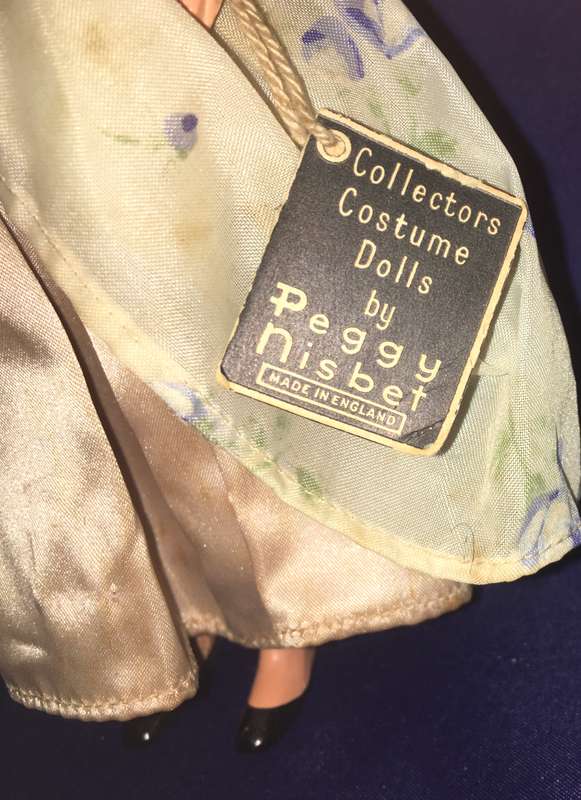 Collectors
Costume
Dolls
by
Peggy
Nisbet
MADE IN ENGLAND